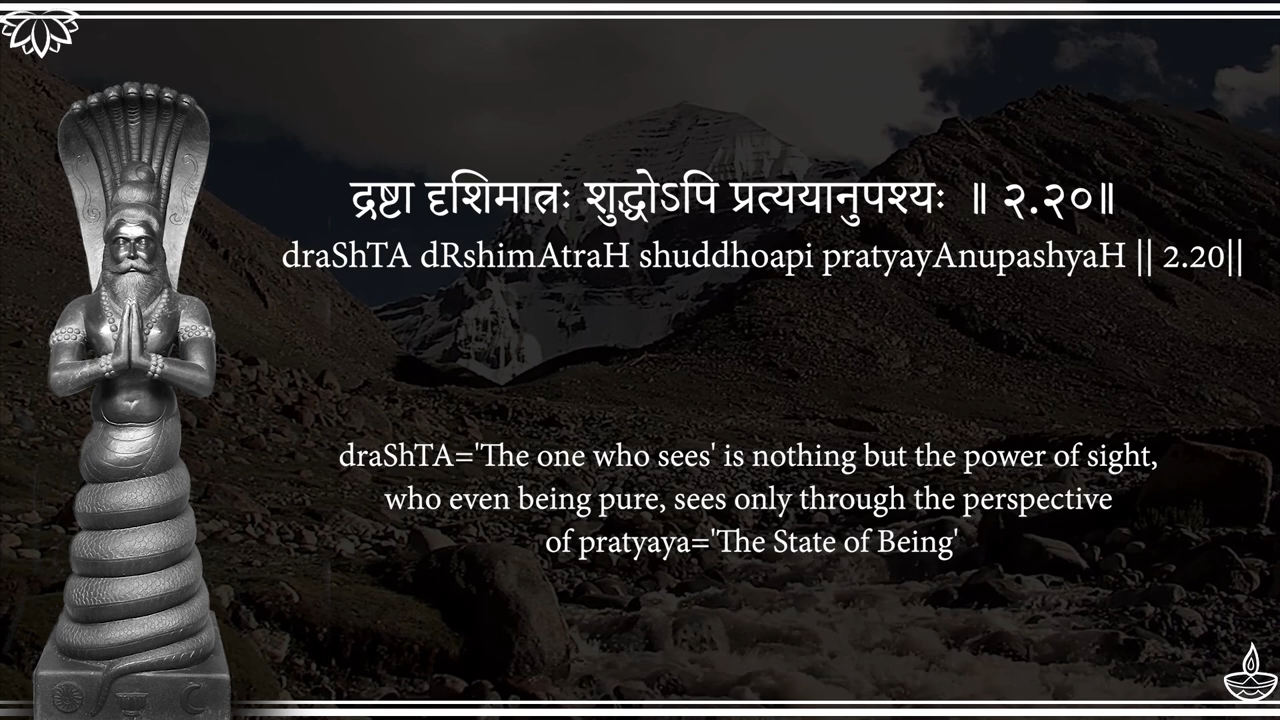 द्रष्टा दृशिमात्रः शुद्धोऽपि प्रत्ययानुपश्यः ॥ २.२०॥
draShTA dRshimAtraH shuddhoapi pratyayAnupashyaH || 2.20||
draShTA='The one who sees' is nothing but the power of sight,
who even being pure, sees only through the perspective
of pratyaya='The State of Being'